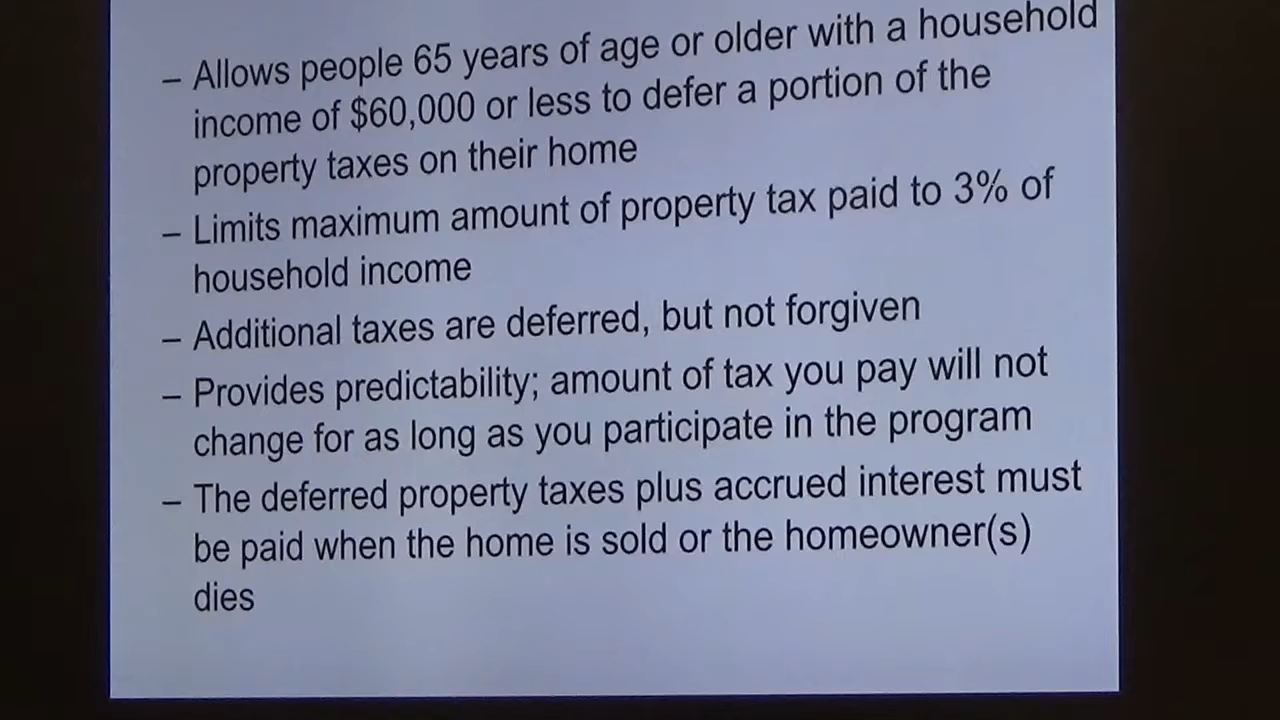 – Allows people 65 years of age or older with a household
income of $60,000 or less to defer a portion of the
property taxes on their home
– Limits maximum amount of property tax paid to 3% of
household income
– Additional taxes are deferred, but not forgiven
– Provides predictability; amount of tax you pay will not
change for as long as you participate in the program
– The deferred property taxes plus accrued interest must
be paid when the home is sold or the homeowner(s)
dies